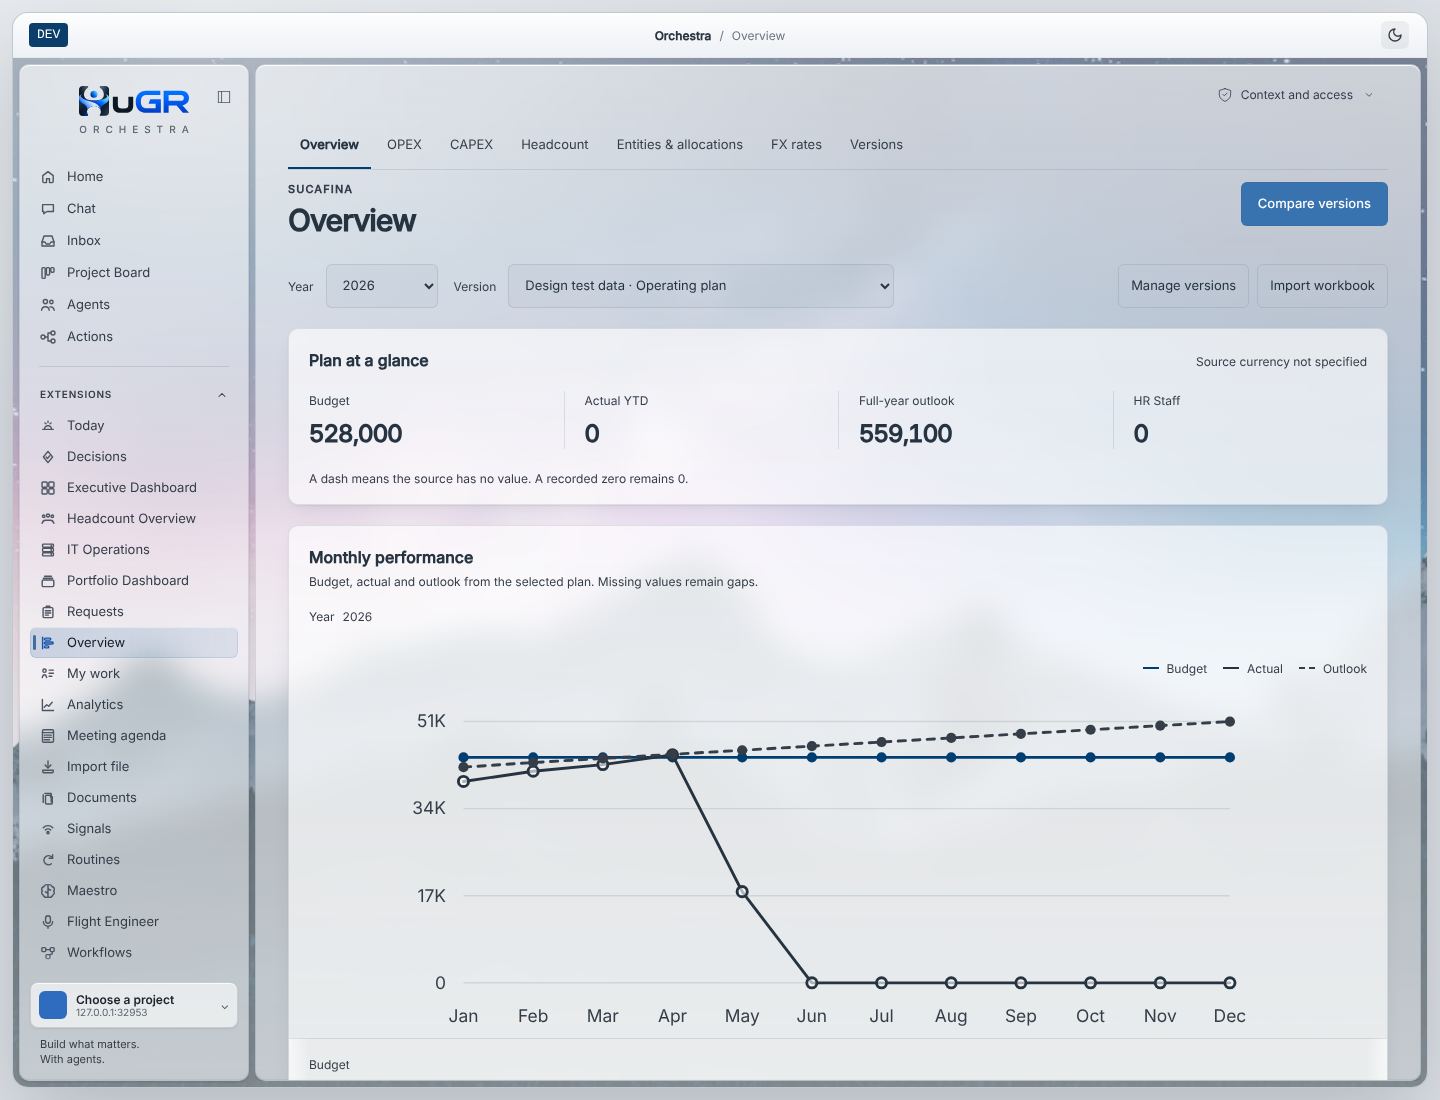 DEV
Orchestra / Overview
HuGR
ORCHESTRA
Home
Chat
Inbox
Project Board
Agents
Actions
EXTENSIONS
Today
Decisions
Executive Dashboard
Headcount Overview
IT Operations
Portfolio Dashboard
Requests
Overview
My work
Analytics
Meeting agenda
Import file
Documents
Signals
Routines
Maestro
Flight Engineer
Workflows
Choose a project
127.0.0.1:32953
Build what matters.
With agents.
Context and access
Overview OPEX CAPEX Headcount Entities & allocations FX rates Versions
SUCAFINA
Overview
Compare versions
Year 2026 Version Design test data · Operating plan Manage versions Import workbook
Plan at a glance
Source currency not specified
Budget Actual YTD Full-year outlook HR Staff
528,000 0 559,100 0
A dash means the source has no value. A recorded zero remains 0.
Monthly performance
Budget, actual and outlook from the selected plan. Missing values remain gaps.
Year 2026
Budget Actual Outlook
51K
34K
17K
0
Jan Feb Mar Apr May Jun Jul Aug Sep Oct Nov Dec
Budget